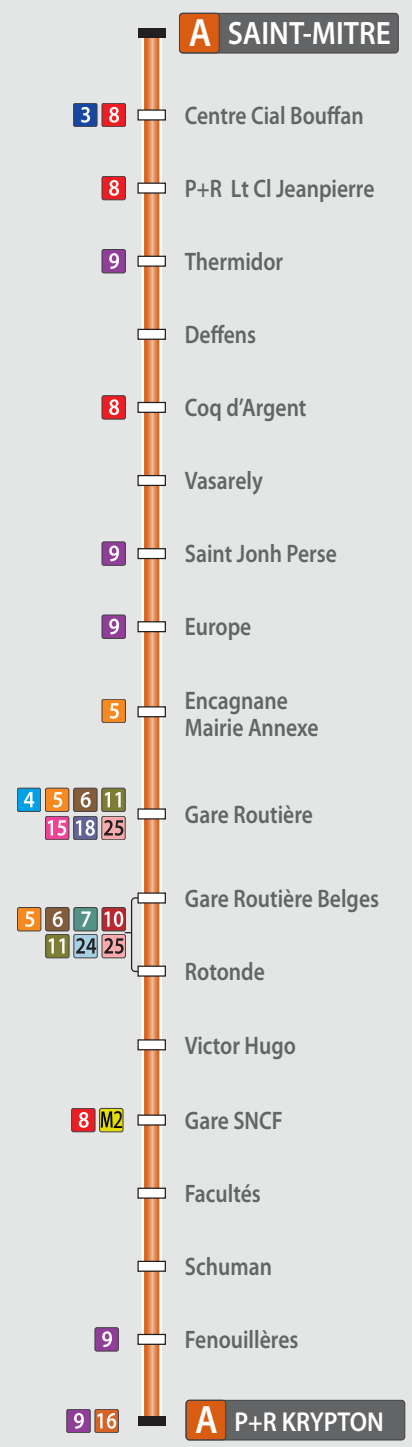 A SAINT-MITRE
3 8 Centre Cial Bouffan
8 P+R Lt Cl Jeanpierre
9 Thermidor
Deffens
8 Coq d'Argent
Vasarely
9 Saint Jonh Perse
9 Europe
5 Encagnane
Mairie Annexe
4 5 6 11
15 18 25
Gare Routière
Gare Routière Belges
5 6 7 10
11 24 25
Rotonde
Victor Hugo
8 M2 Gare SNCF
Facultés
Schuman
9 Fenouillères
9 16 A P+R KRYPTON